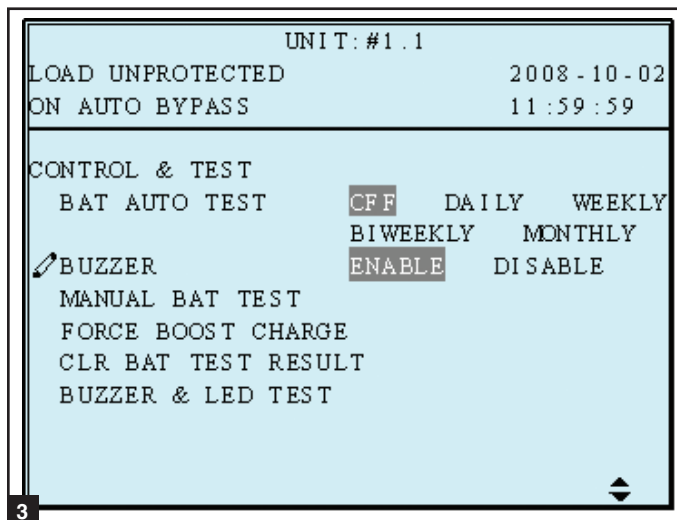 UNIT:#1.1
LOAD UNPROTECTED 2008-10-02
ON AUTO BYPASS 11:59:59
CONTROL & TEST
BAT AUTO TEST OFF DAILY WEEKLY
BIWEEKLY MONTHLY
BUZZER ENABLE DISABLE
MANUAL BAT TEST
FORCE BOOST CHARGE
CLR BAT TEST RESULT
BUZZER & LED TEST
3